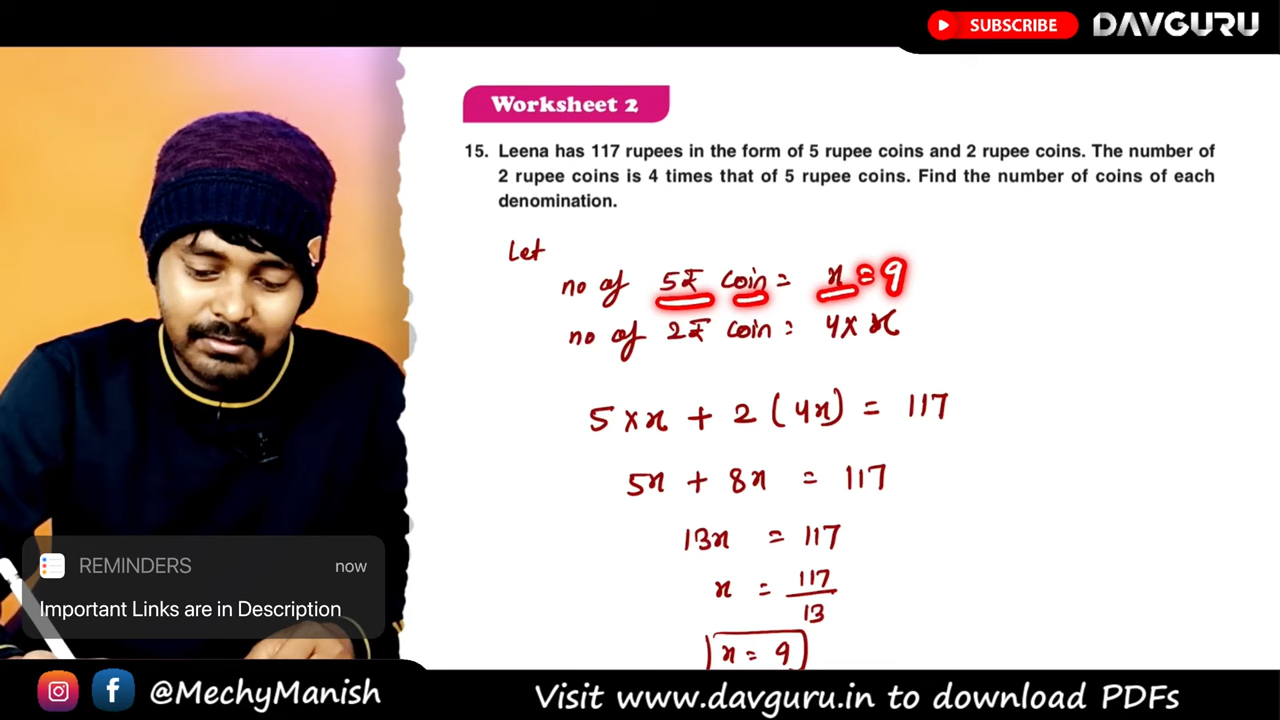 SUBSCRIBE DAVGURU
Worksheet 2
15. Leena has 117 rupees in the form of 5 rupee coins and 2 rupee coins. The number of
2 rupee coins is 4 times that of 5 rupee coins. Find the number of coins of each
denomination.
Let
no of 5₹ coin = x = 9
no of 2₹ coin = 4 × x
5 × x + 2 (4x) = 117
5x + 8x = 117
13x = 117
x = 117/13
x = 9
REMINDERS now
Important Links are in Description
@MechyManish
Visit www.davguru.in to download PDFs